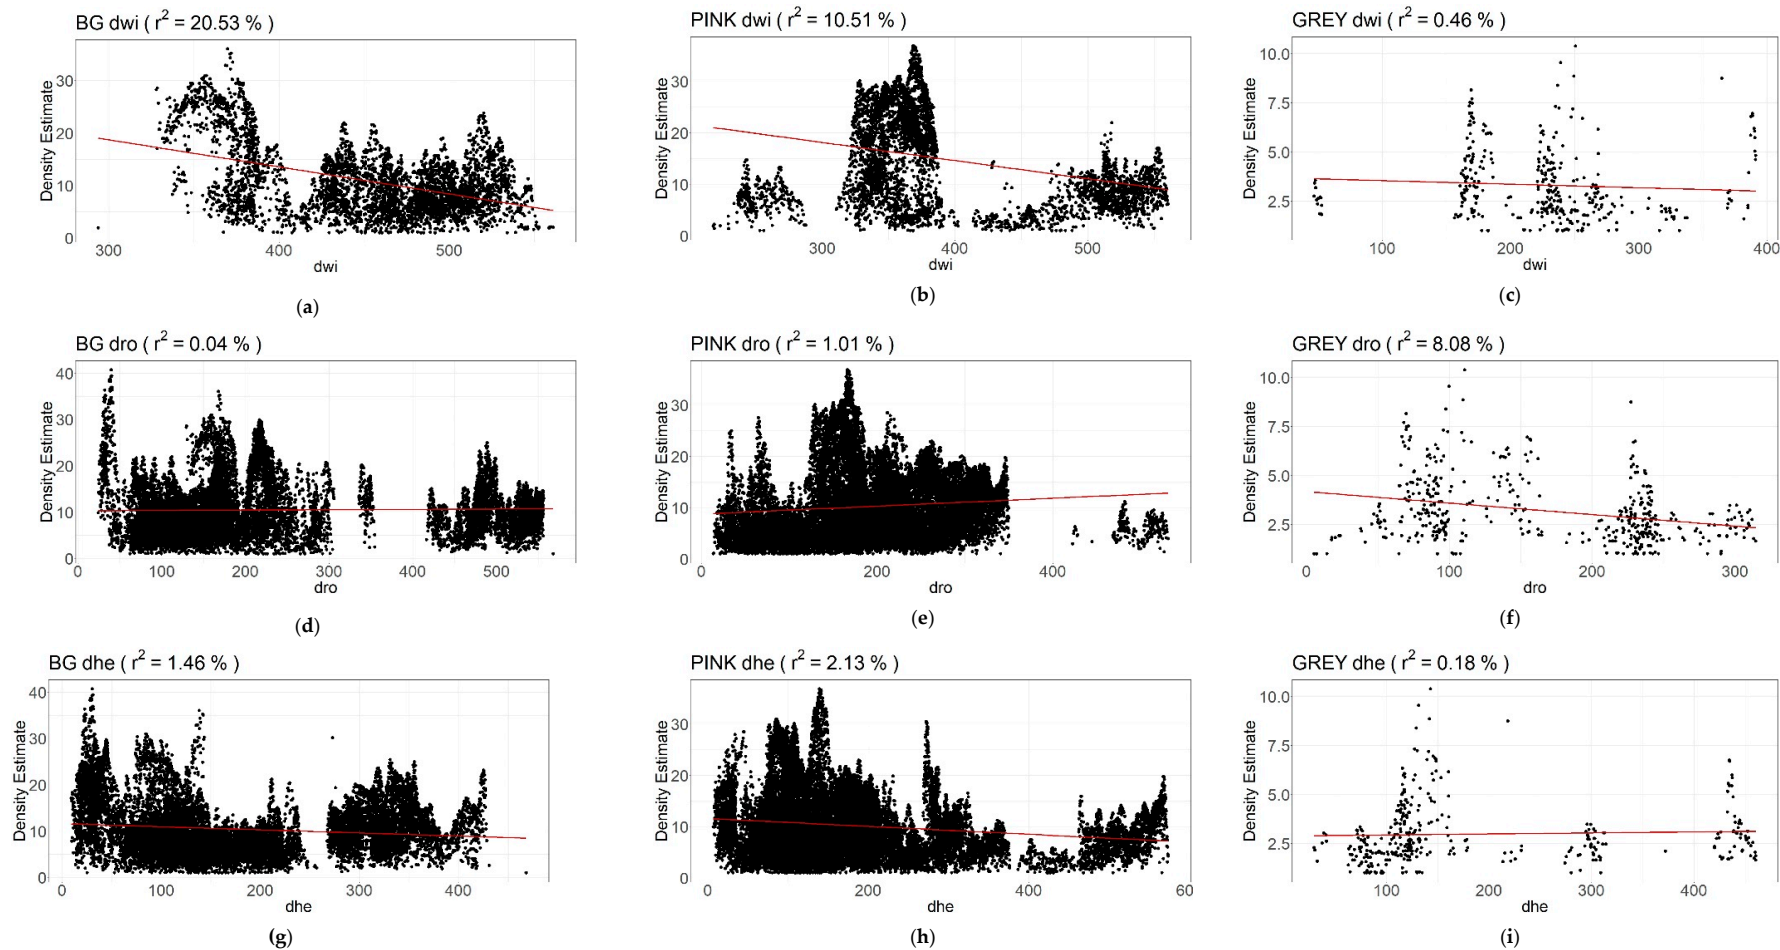 BG dwi ( r² = 20.53 % )
Density Estimate
30
20
10
0
300 400 500
dwi
(a)
PINK dwi ( r² = 10.51 % )
Density Estimate
30
20
10
0
300 400 500
dwi
(b)
GREY dwi ( r² = 0.46 % )
Density Estimate
10.0
7.5
5.0
2.5
100 200 300 400
dwi
(c)
BG dro ( r² = 0.04 % )
Density Estimate
40
30
20
10
0
0 100 200 300 400 500
dro
(d)
PINK dro ( r² = 1.01 % )
Density Estimate
30
20
10
0
0 200 400
dro
(e)
GREY dro ( r² = 8.08 % )
Density Estimate
10.0
7.5
5.0
2.5
0 100 200 300
dro
(f)
BG dhe ( r² = 1.46 % )
Density Estimate
40
30
20
10
0
0 100 200 300 400
dhe
(g)
PINK dhe ( r² = 2.13 % )
Density Estimate
30
20
10
0
0 200 400 60
dhe
(h)
GREY dhe ( r² = 0.18 % )
Density Estimate
10.0
7.5
5.0
2.5
100 200 300 400
dhe
(i)